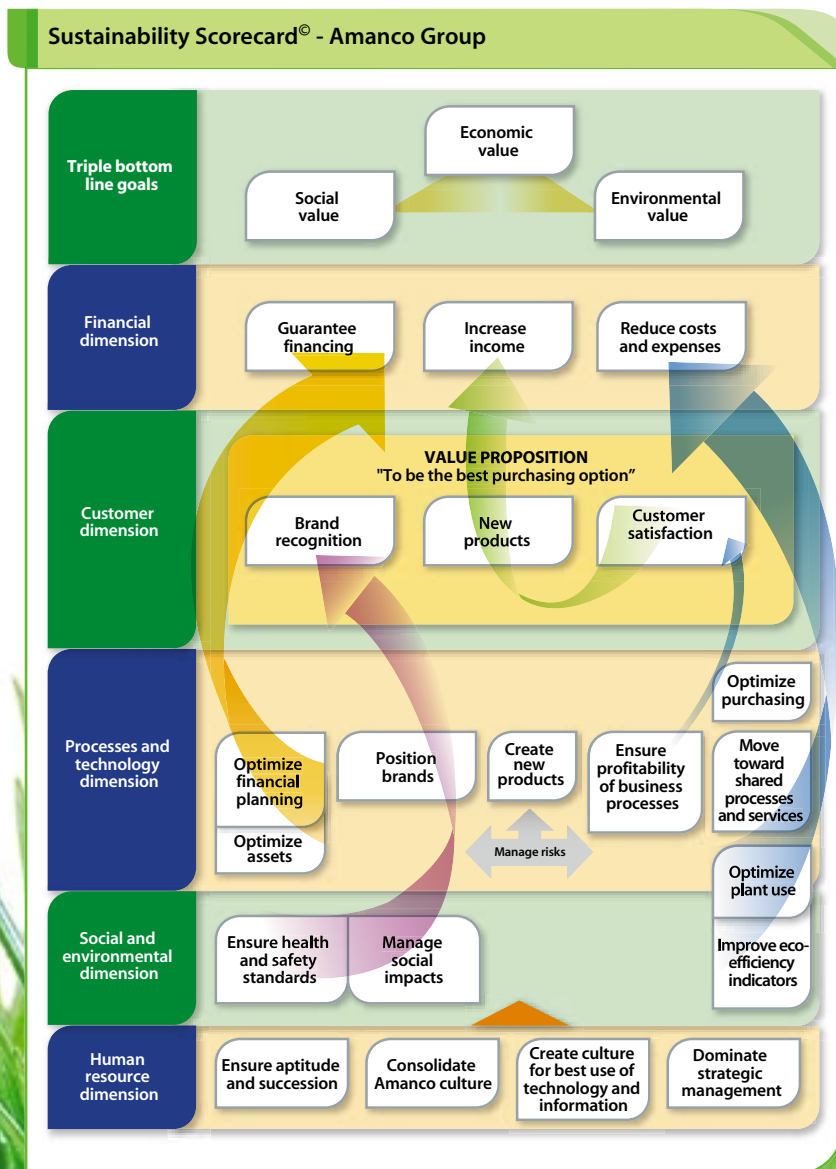 Sustainability Scorecard© - Amanco Group
Triple bottom
line goals
Economic
value
Social
value
Environmental
value
Financial
dimension
Guarantee
financing
Increase
income
Reduce costs
and expenses
Customer
dimension
VALUE PROPOSITION
"To be the best purchasing option”
Brand
recognition
New
products
Customer
satisfaction
Processes and
technology
dimension
Optimize
financial
planning
Optimize
assets
Position
brands
Create
new
products
Manage risks
Ensure
profitability
of business
processes
Optimize
purchasing
Move
toward
shared
processes
and services
Optimize
plant use
Social and
environmental
dimension
Ensure health
and safety
standards
Manage
social
impacts
Improve eco-
efficiency
indicators
Human
resource
dimension
Ensure aptitude
and succession
Consolidate
Amanco culture
Create culture
for best use of
technology and
information
Dominate
strategic
management